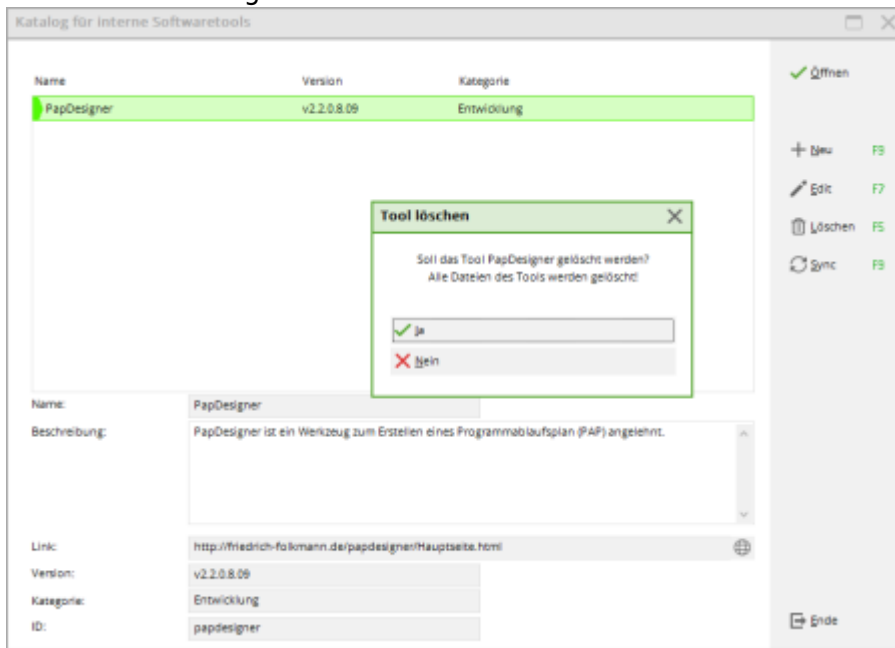 Katalog für interne Softwaretools
Name Version Kategorie
PapDesigner v2.2.0.8.09 Entwicklung
Öffnen
Neu F9
Edit F7
Löschen F5
Sync F9
Tool löschen
Soll das Tool PapDesigner gelöscht werden?
Alle Dateien des Tools werden gelöscht!
Ja
Nein
Name: PapDesigner
Beschreibung: PapDesigner ist ein Werkzeug zum Erstellen eines Programmablaufsplan (PAP) angelehnt.
Link: http://friedrich-folkmann.de/papdesigner/Hauptseite.html
Version: v2.2.0.8.09
Kategorie: Entwicklung
ID: papdesigner
Ende